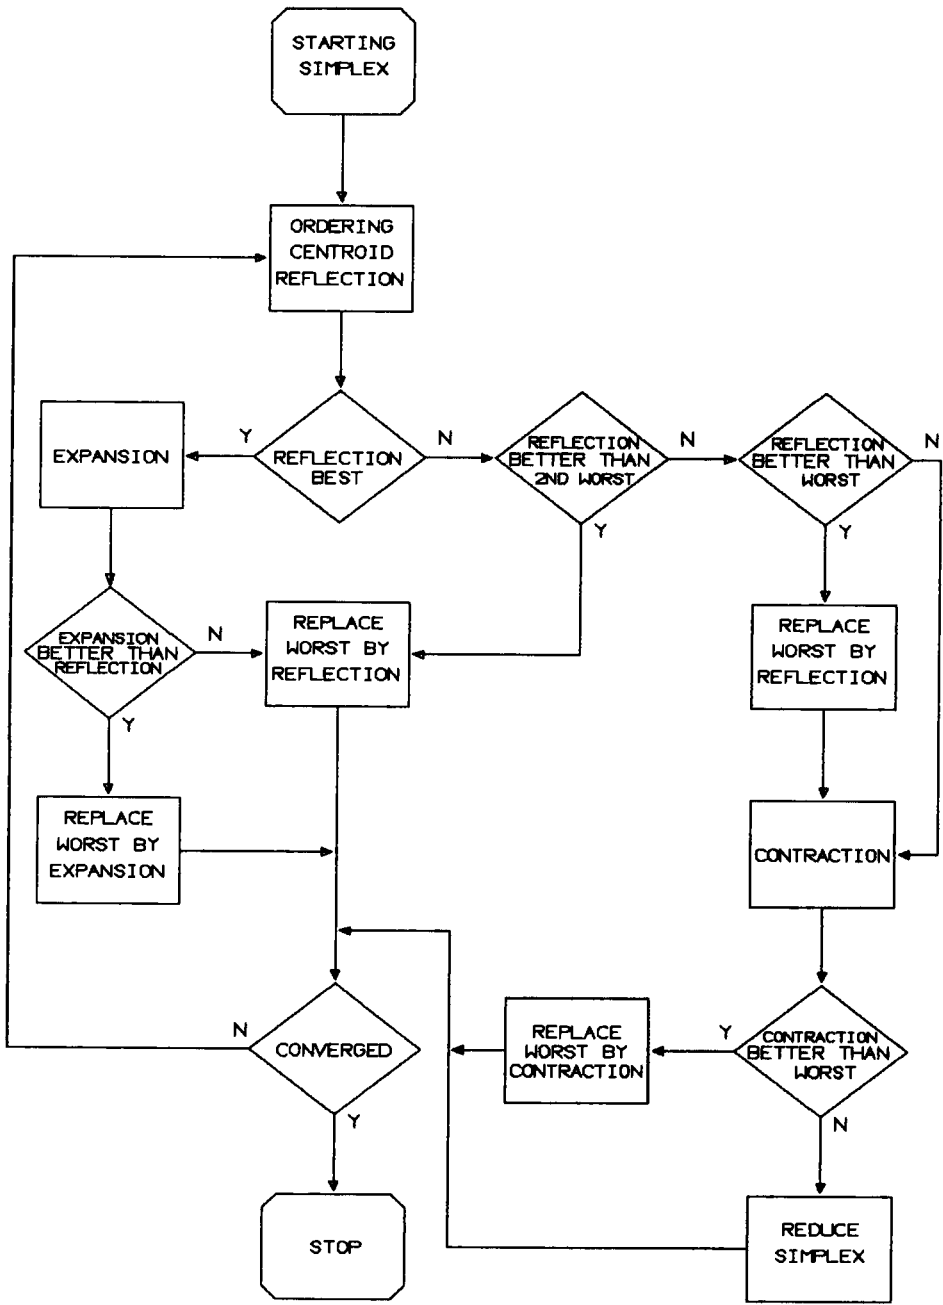 STARTING
SIMPLEX
ORDERING
CENTROID
REFLECTION
Y
EXPANSION
REFLECTION
BEST
N
REFLECTION
BETTER THAN
2ND WORST
N
Y
REFLECTION
BETTER THAN
WORST
N
Y
EXPANSION
BETTER THAN
REFLECTION
N
Y
REPLACE
WORST BY
REFLECTION
REPLACE
WORST BY
REFLECTION
REPLACE
WORST BY
EXPANSION
CONTRACTION
N
CONVERGED
Y
REPLACE
WORST BY
CONTRACTION
Y
CONTRACTION
BETTER THAN
WORST
N
STOP
REDUCE
SIMPLEX